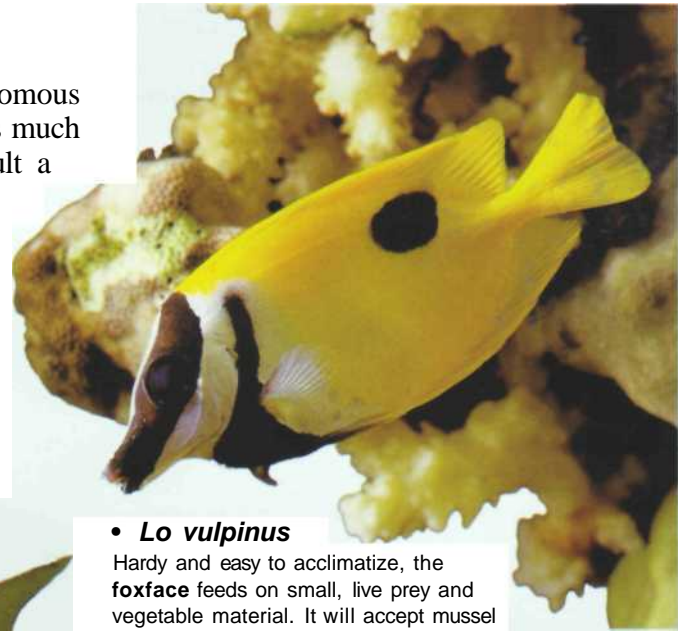 omous
much
ult a
• Lo vulpinus
Hardy and easy to acclimatize, the
foxface feeds on small, live prey and
vegetable material. It will accept mussel